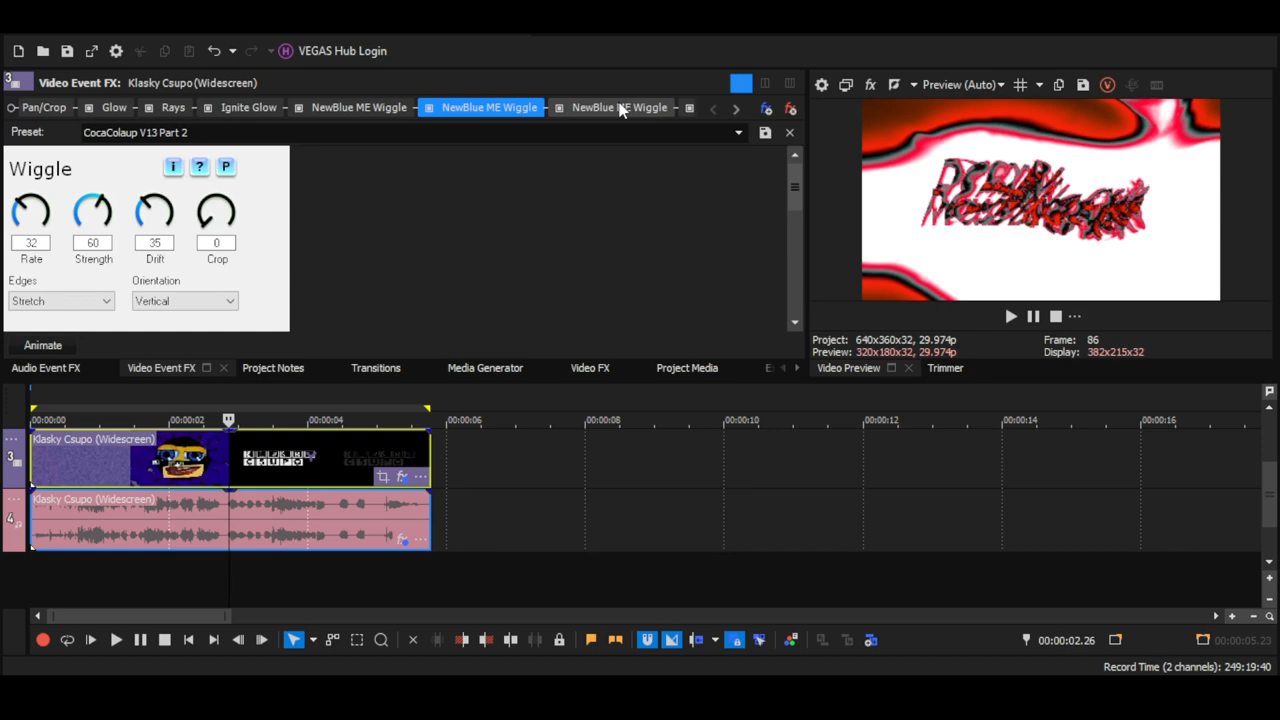 VEGAS Hub Login
Video Event FX: Klasky Csupo (Widescreen)
Pan/Crop Glow Rays Ignite Glow NewBlue ME Wiggle NewBlue ME Wiggle NewBlue ME Wiggle
Preset: CocaColaup V13 Part 2
Wiggle i ? P
32 60 35 0
Rate Strength Drift Crop
Edges Orientation
Stretch Vertical
Animate
Preview (Auto)
Project: 640x360x32, 29.974p Frame: 86
Preview: 320x180x32, 29.974p Display: 382x215x32
Audio Event FX Video Event FX Project Notes Transitions Media Generator Video FX Project Media Video Preview Trimmer
00:00:00 00:00:02 00:00:04 00:00:06 00:00:08 00:00:10 00:00:12 00:00:14 00:00:16
3 Klasky Csupo (Widescreen)
KLASKY
CSUPO
4 Klasky Csupo (Widescreen)
00:00:02.26 00:00:05.23
Record Time (2 channels): 249:19:40